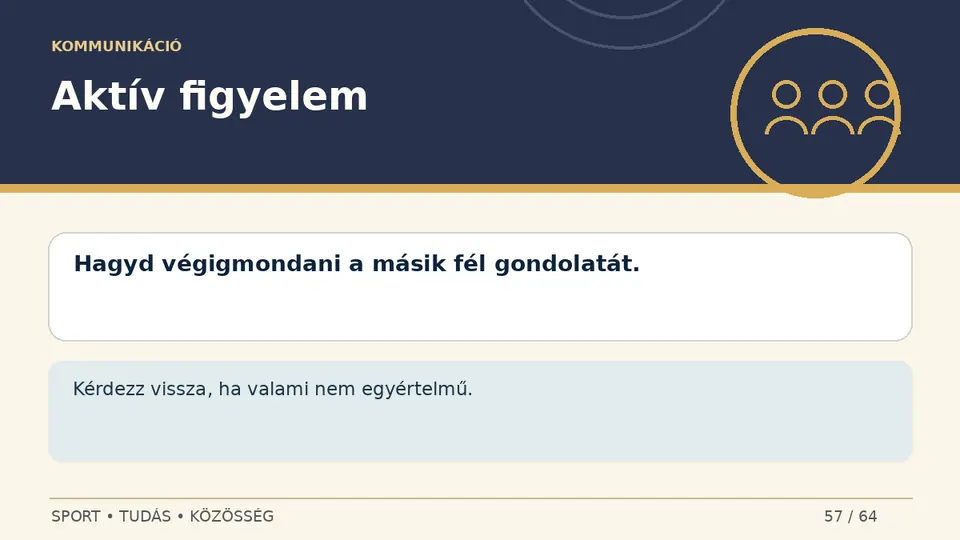 KOMMUNIKÁCIÓ
Aktív figyelem
Hagyd végigmondani a másik fél gondolatát.
Kérdezz vissza, ha valami nem egyértelmű.
SPORT • TUDÁS • KÖZÖSSÉG
57 / 64